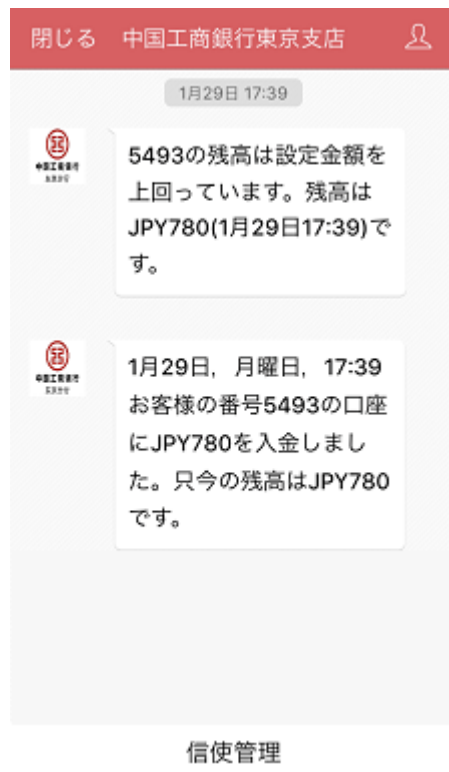 閉じる 中国工商銀行東京支店
1月29日 17:39
5493の残高は設定金額を
上回っています。残高は
JPY780(1月29日17:39)で
す。
1月29日，月曜日，17:39
お客様の番号5493の口座
にJPY780を入金しまし
た。只今の残高はJPY780
です。
信使管理